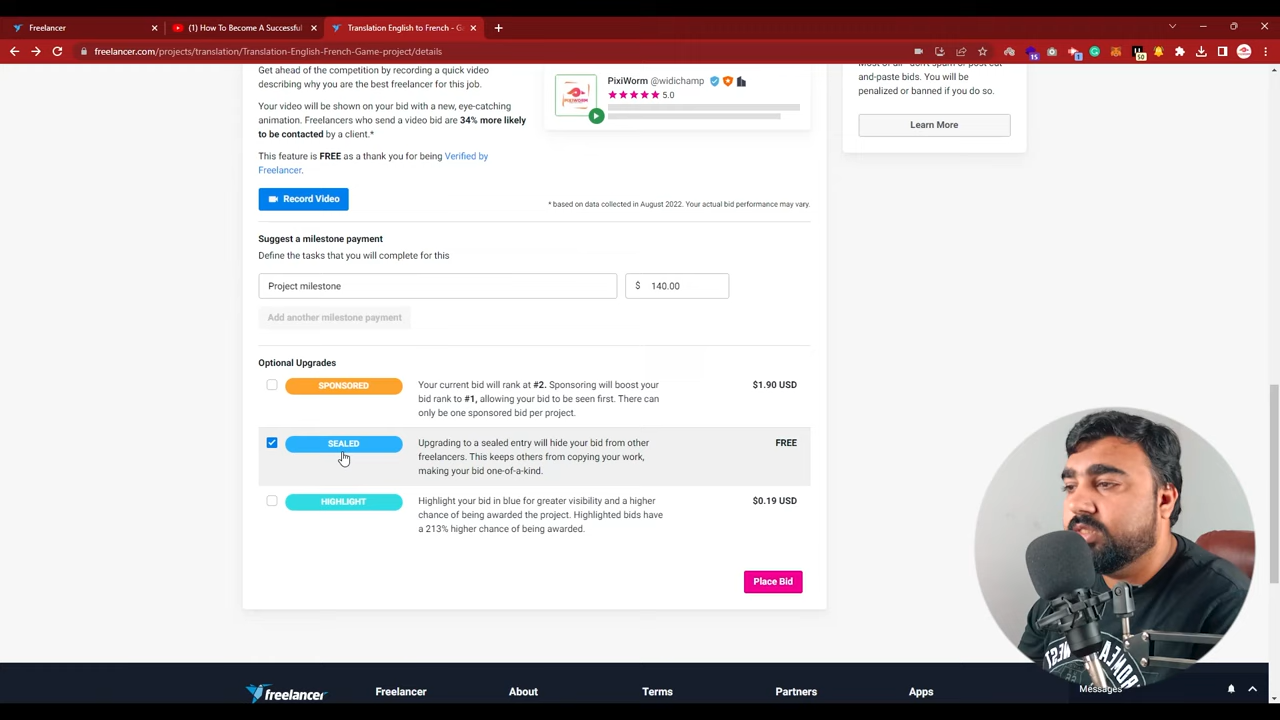 Freelancer
(1) How To Become A Successful
Translation English to French - G
freelancer.com/projects/translation/Translation-English-French-Game-project/details
15
1
50
Get ahead of the competition by recording a quick video
describing why you are the best freelancer for this job.
Your video will be shown on your bid with a new, eye-catching
animation. Freelancers who send a video bid are 34% more likely
to be contacted by a client.*
This feature is FREE as a thank you for being Verified by
Freelancer.
Record Video
PixiWorm @widichamp
5.0
* based on data collected in August 2022. Your actual bid performance may vary.
and-paste bids. You will be
penalized or banned if you do so.
Learn More
Suggest a milestone payment
Define the tasks that you will complete for this
Project milestone
$ 140.00
Add another milestone payment
Optional Upgrades
SPONSORED
Your current bid will rank at #2. Sponsoring will boost your
bid rank to #1, allowing your bid to be seen first. There can
only be one sponsored bid per project.
$1.90 USD
SEALED
Upgrading to a sealed entry will hide your bid from other
freelancers. This keeps others from copying your work,
making your bid one-of-a-kind.
FREE
HIGHLIGHT
Highlight your bid in blue for greater visibility and a higher
chance of being awarded the project. Highlighted bids have
a 213% higher chance of being awarded.
$0.19 USD
Place Bid
freelancer
Freelancer
About
Terms
Partners
Apps
Messages